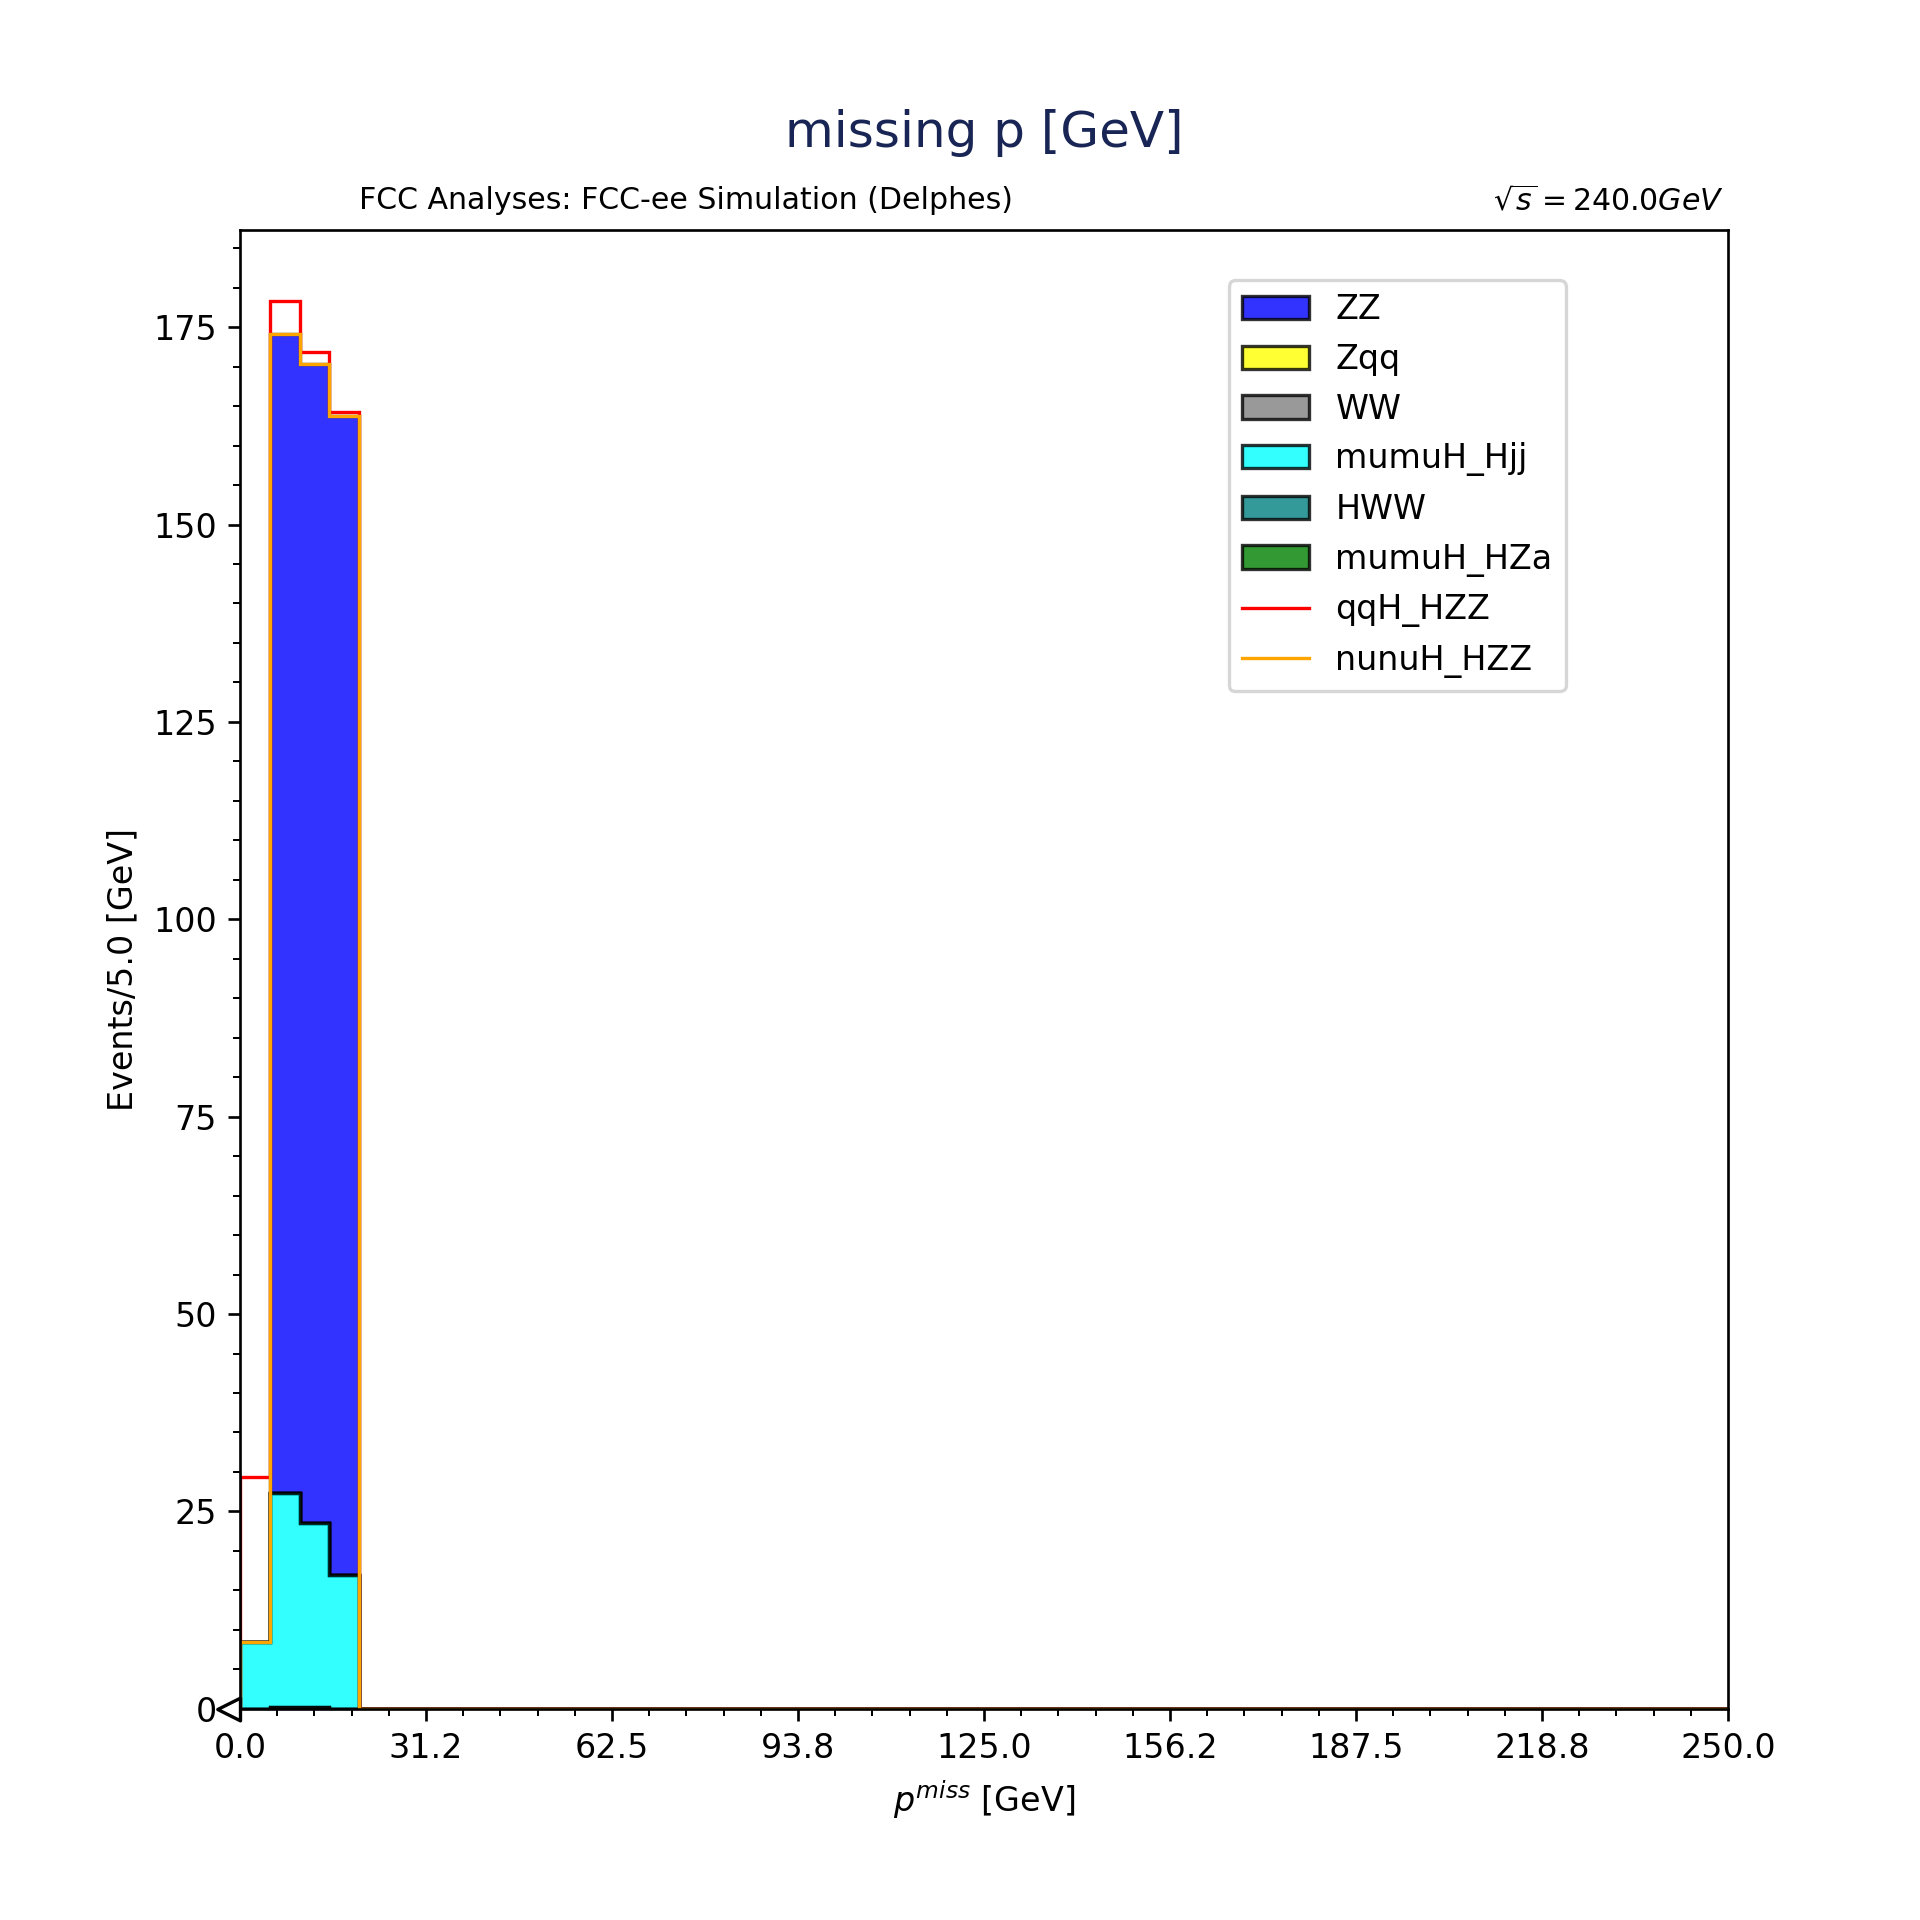 missing p [GeV]
FCC Analyses: FCC-ee Simulation (Delphes)
√s = 240.0GeV
ZZ
Zqq
WW
mumuH_Hjj
HWW
mumuH_HZa
qqH_HZZ
nunuH_HZZ
Events/5.0 [GeV]
175
150
125
100
75
50
25
0
0.0 31.2 62.5 93.8 125.0 156.2 187.5 218.8 250.0
p^miss [GeV]